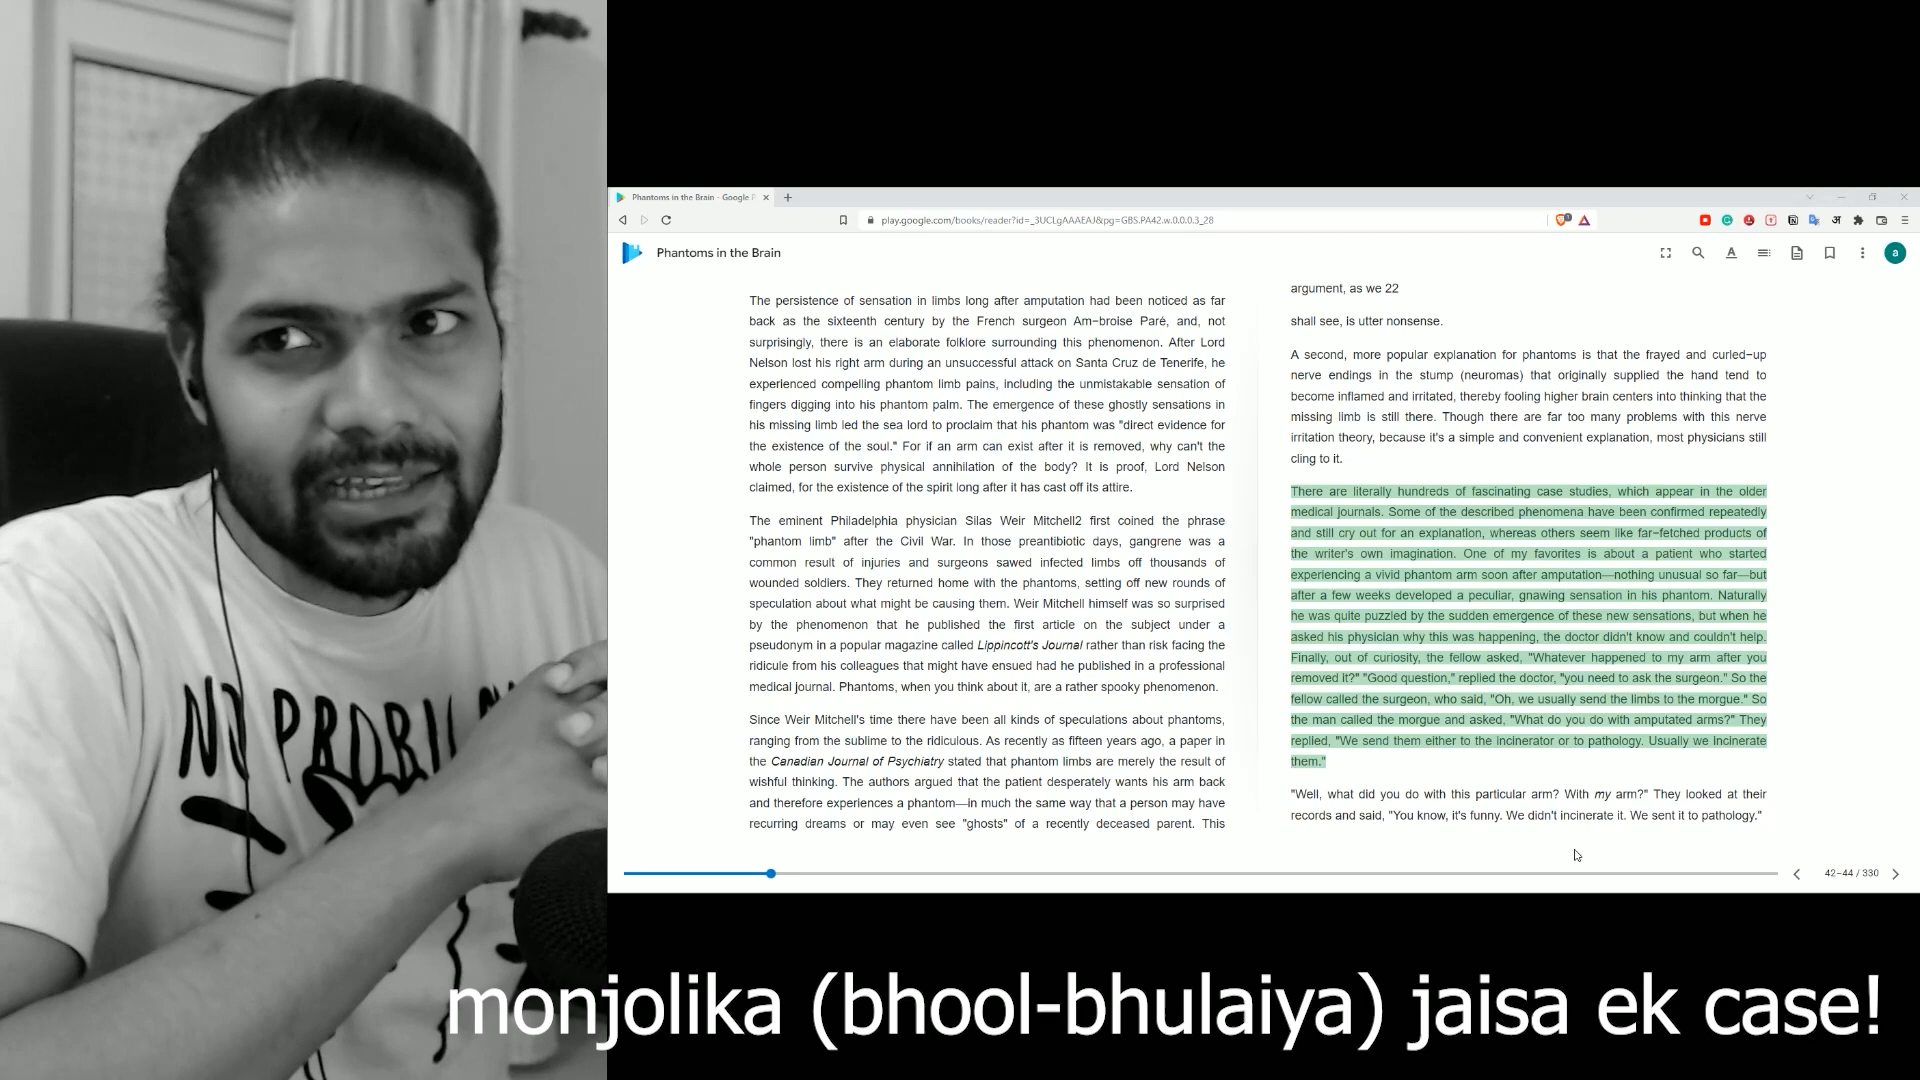 NO PROBL
Phantoms in the Brain - Google P
play.google.com/books/reader?id=_3UCLgAAAEAJ&pg=GBS.PA42.w.0.0.0.3_28
Phantoms in the Brain
a
The persistence of sensation in limbs long after amputation had been noticed as far
back as the sixteenth century by the French surgeon Am−broise Paré, and, not
surprisingly, there is an elaborate folklore surrounding this phenomenon. After Lord
Nelson lost his right arm during an unsuccessful attack on Santa Cruz de Tenerife, he
experienced compelling phantom limb pains, including the unmistakable sensation of
fingers digging into his phantom palm. The emergence of these ghostly sensations in
his missing limb led the sea lord to proclaim that his phantom was "direct evidence for
the existence of the soul." For if an arm can exist after it is removed, why can't the
whole person survive physical annihilation of the body? It is proof, Lord Nelson
claimed, for the existence of the spirit long after it has cast off its attire.
The eminent Philadelphia physician Silas Weir Mitchell2 first coined the phrase
"phantom limb" after the Civil War. In those preantibiotic days, gangrene was a
common result of injuries and surgeons sawed infected limbs off thousands of
wounded soldiers. They returned home with the phantoms, setting off new rounds of
speculation about what might be causing them. Weir Mitchell himself was so surprised
by the phenomenon that he published the first article on the subject under a
pseudonym in a popular magazine called Lippincott's Journal rather than risk facing the
ridicule from his colleagues that might have ensued had he published in a professional
medical journal. Phantoms, when you think about it, are a rather spooky phenomenon.
Since Weir Mitchell's time there have been all kinds of speculations about phantoms,
ranging from the sublime to the ridiculous. As recently as fifteen years ago, a paper in
the Canadian Journal of Psychiatry stated that phantom limbs are merely the result of
wishful thinking. The authors argued that the patient desperately wants his arm back
and therefore experiences a phantom—in much the same way that a person may have
recurring dreams or may even see "ghosts" of a recently deceased parent. This
argument, as we 22
shall see, is utter nonsense.
A second, more popular explanation for phantoms is that the frayed and curled−up
nerve endings in the stump (neuromas) that originally supplied the hand tend to
become inflamed and irritated, thereby fooling higher brain centers into thinking that the
missing limb is still there. Though there are far too many problems with this nerve
irritation theory, because it's a simple and convenient explanation, most physicians still
cling to it.
There are literally hundreds of fascinating case studies, which appear in the older
medical journals. Some of the described phenomena have been confirmed repeatedly
and still cry out for an explanation, whereas others seem like far−fetched products of
the writer's own imagination. One of my favorites is about a patient who started
experiencing a vivid phantom arm soon after amputation—nothing unusual so far—but
after a few weeks developed a peculiar, gnawing sensation in his phantom. Naturally
he was quite puzzled by the sudden emergence of these new sensations, but when he
asked his physician why this was happening, the doctor didn't know and couldn't help.
Finally, out of curiosity, the fellow asked, "Whatever happened to my arm after you
removed it?" "Good question," replied the doctor, "you need to ask the surgeon." So the
fellow called the surgeon, who said, "Oh, we usually send the limbs to the morgue." So
the man called the morgue and asked, "What do you do with amputated arms?" They
replied, "We send them either to the incinerator or to pathology. Usually we incinerate
them."
"Well, what did you do with this particular arm? With my arm?" They looked at their
records and said, "You know, it's funny. We didn't incinerate it. We sent it to pathology."
42–44 / 330
monjolika (bhool-bhulaiya) jaisa ek case!